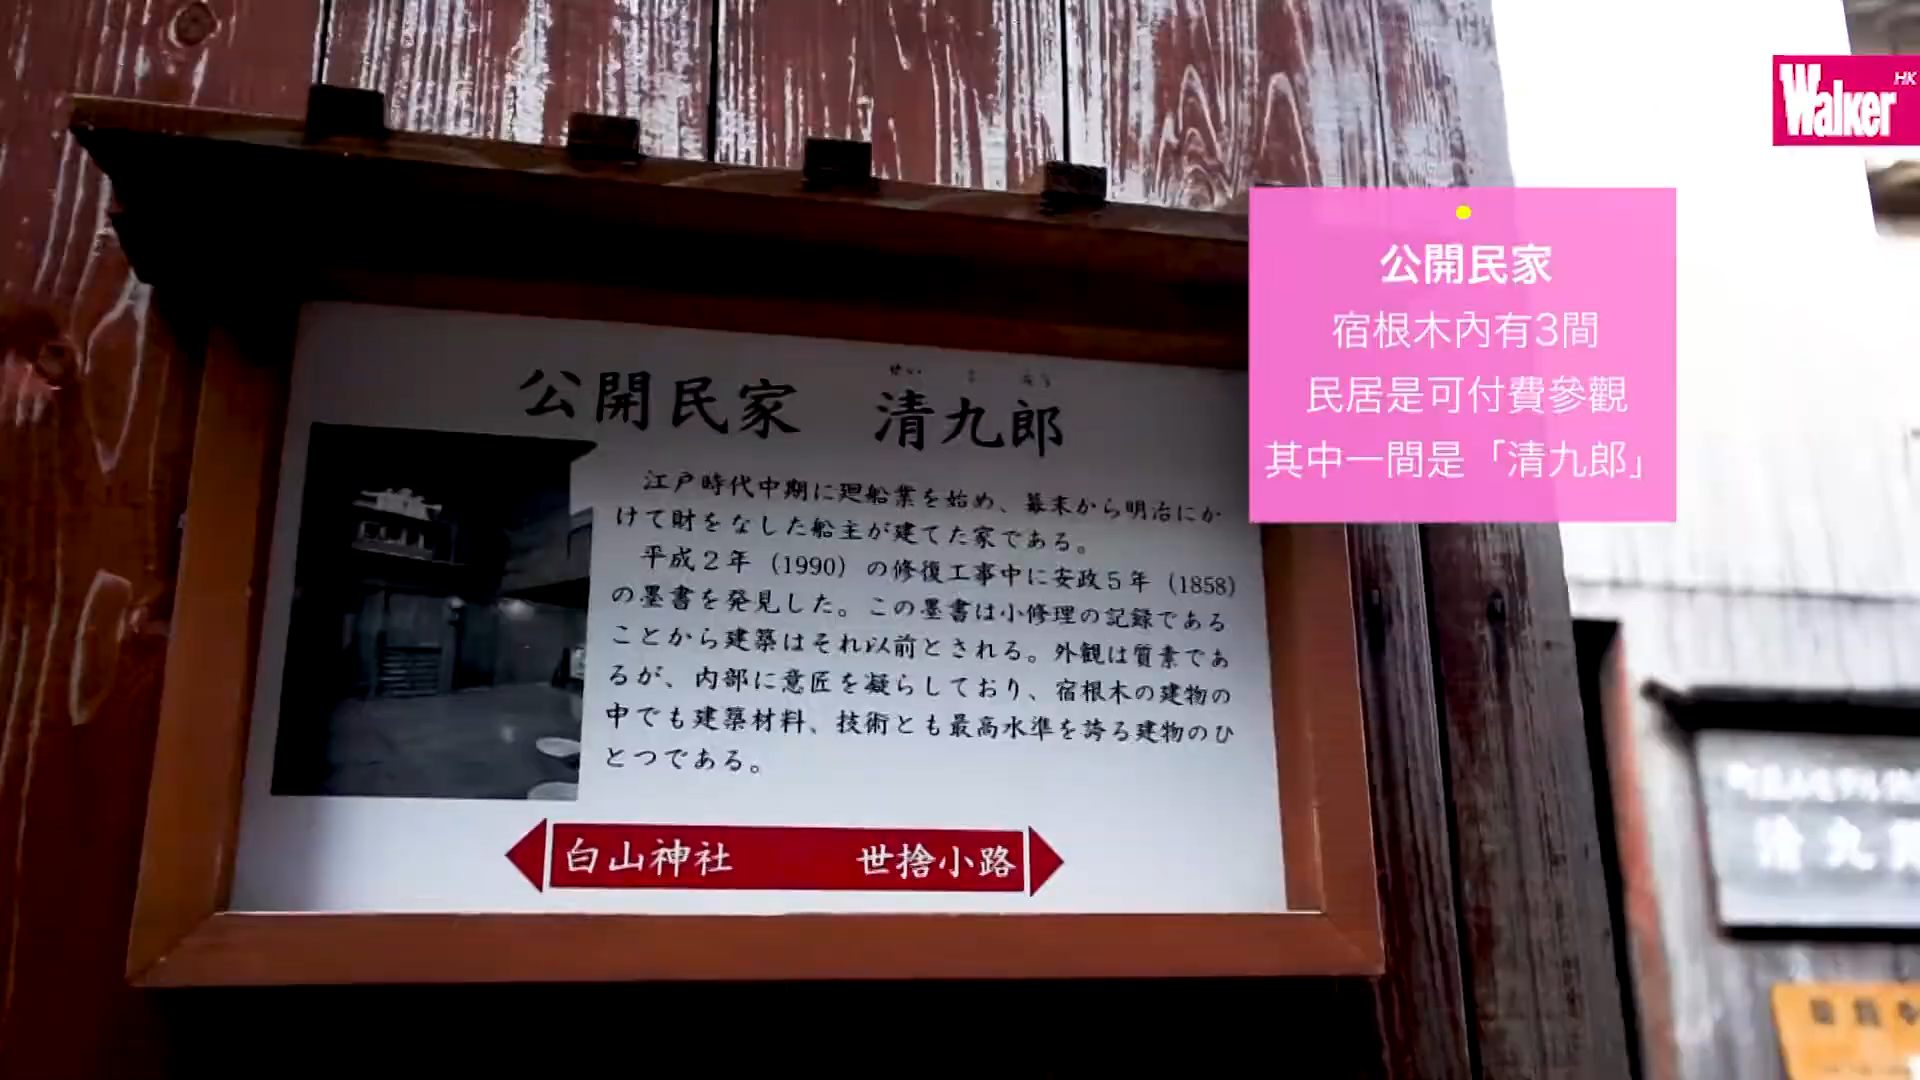 Walker HK
公開民家
宿根木內有3間
民居是可付費參觀
其中一間是「清九郎」
公開民家 清九郎
江戸時代中期に廻船業を始め、幕末から明治にか
けて財をなした船主が建てた家である。
平成２年（1990）の修復工事中に安政５年（1858）
の墨書を発見した。この墨書は小修理の記録である
ことから建築はそれ以前とされる。外観は質素であ
るが、内部に意匠を凝らしており、宿根木の建物の
中でも建築材料、技術とも最高水準を誇る建物のひ
とつである。
白山神社 世捨小路
清九